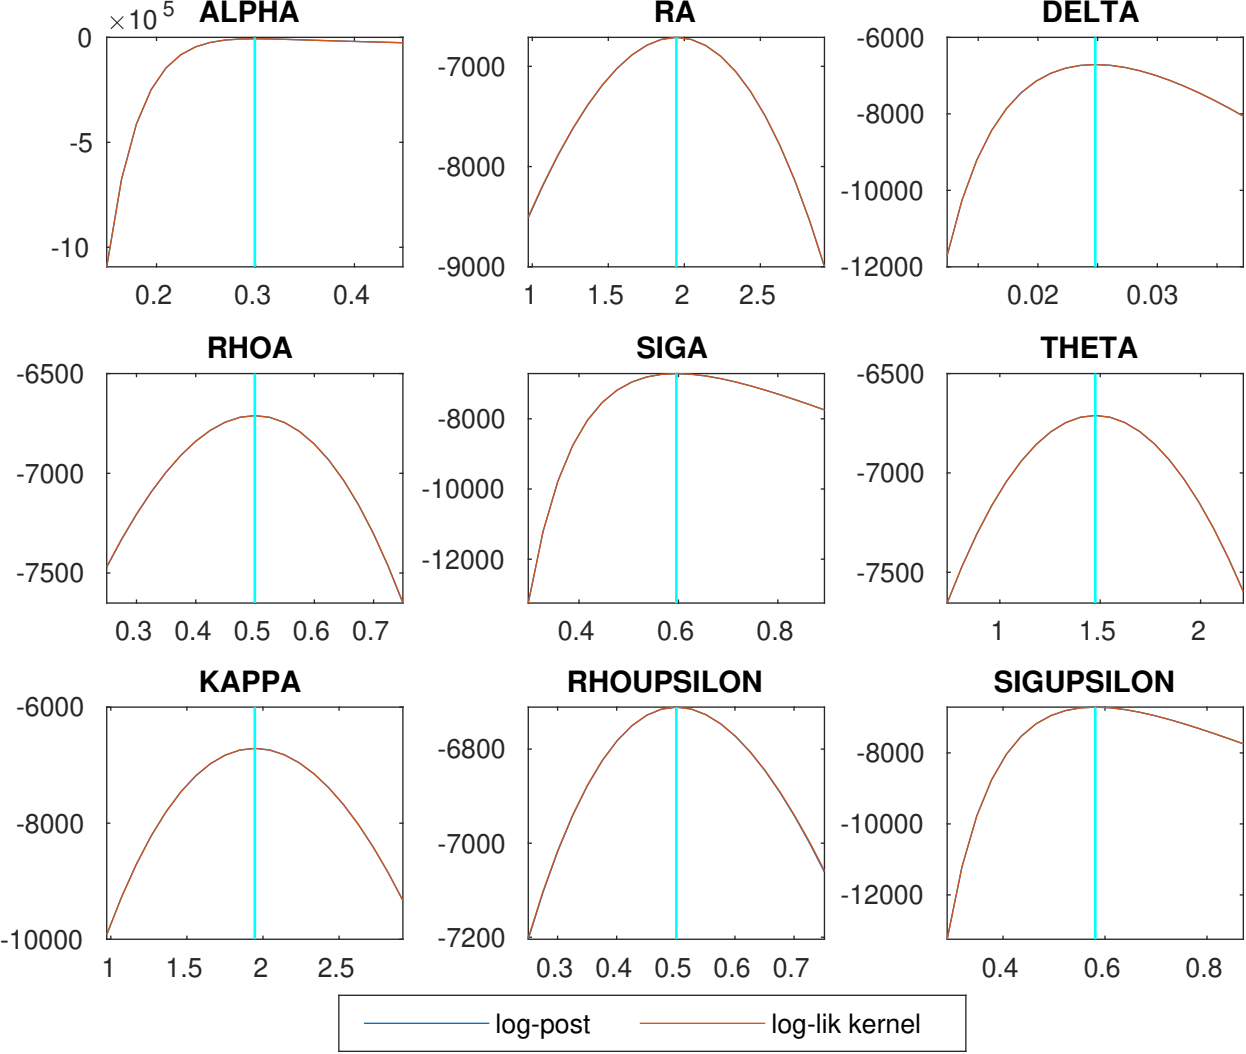 ALPHA
×10 5
0
-5
-10
0.2 0.3 0.4
RA
-7000
-8000
-9000
1 1.5 2 2.5
DELTA
-6000
-8000
-10000
-12000
0.02 0.03
RHOA
-6500
-7000
-7500
0.3 0.4 0.5 0.6 0.7
SIGA
-8000
-10000
-12000
0.4 0.6 0.8
THETA
-6500
-7000
-7500
1 1.5 2
KAPPA
-6000
-8000
-10000
1 1.5 2 2.5
RHOUPSILON
-6800
-7000
-7200
0.3 0.4 0.5 0.6 0.7
SIGUPSILON
-8000
-10000
-12000
0.4 0.6 0.8
log-post log-lik kernel